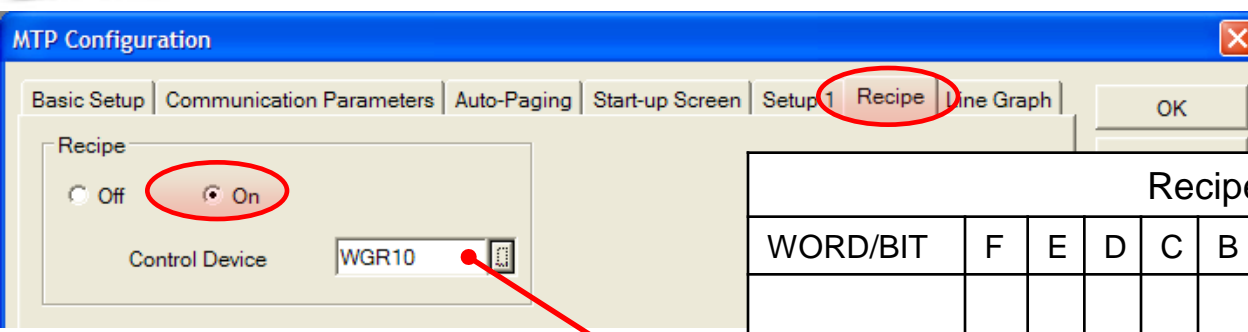 MTP Configuration
Basic Setup Communication Parameters Auto-Paging Start-up Screen Setup 1 Recipe Line Graph
OK
Recipe
Off On
Control Device WGR10
Recipe
WORD/BIT F E D C B